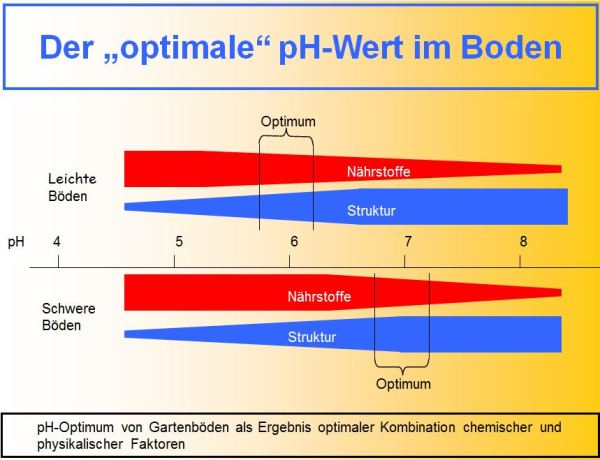 Der „optimale“ pH-Wert im Boden
Optimum
Nährstoffe
Leichte
Böden
Struktur
pH 4 5 6 7 8
Nährstoffe
Schwere
Böden
Struktur
Optimum
pH-Optimum von Gartenböden als Ergebnis optimaler Kombination chemischer und
physikalischer Faktoren